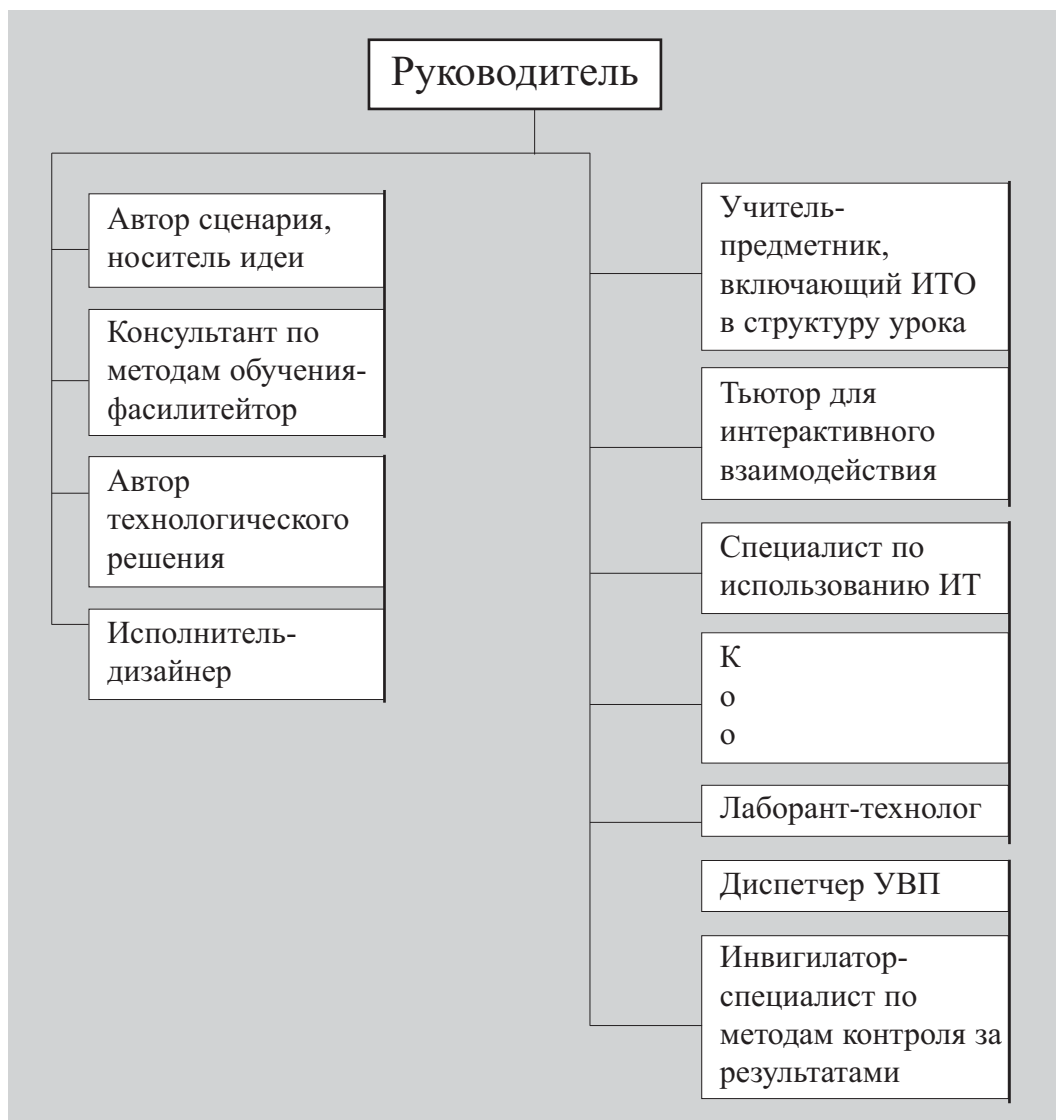 Руководитель
Автор сценария,
носитель идеи
Консультант по
методам обучения-
фасилитейтор
Автор
технологического
решения
Исполнитель-
дизайнер
Учитель-
предметник,
включающий ИТО
в структуру урока
Тьютор для
интерактивного
взаимодействия
Специалист по
использованию ИТ
К
о
о
Лаборант-технолог
Диспетчер УВП
Инвигилатор-
специалист по
методам контроля за
результатами